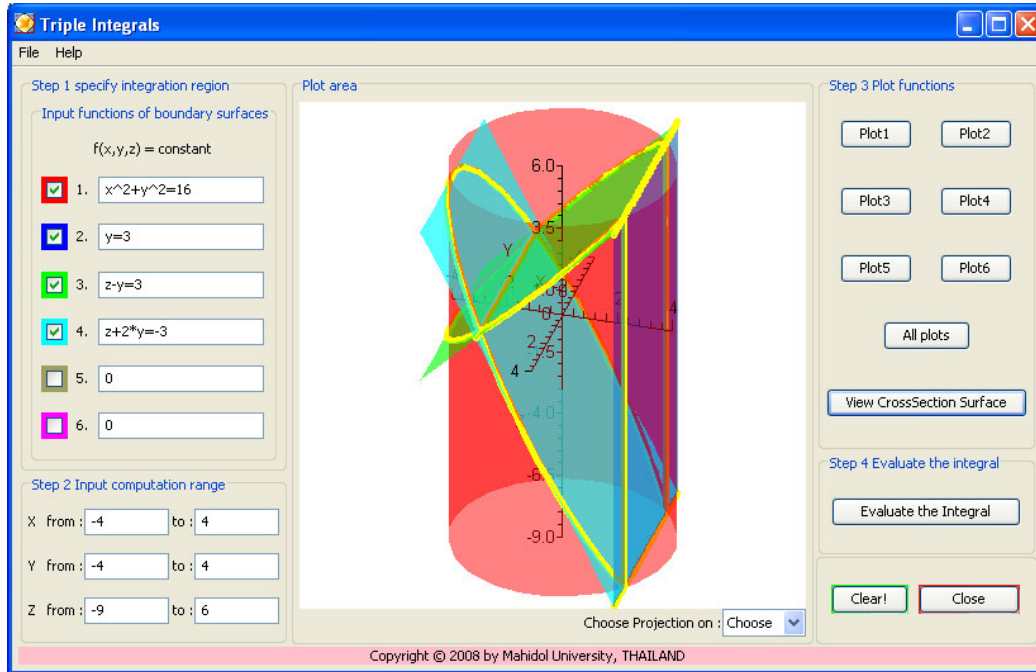 Triple Integrals
File Help
Step 1 specify integration region
Input functions of boundary surfaces
f(x,y,z) = constant
1. x^2+y^2=16
2. y=3
3. z-y=3
4. z+2*y=-3
5. 0
6. 0
Step 2 Input computation range
X from : -4 to : 4
Y from : -4 to : 4
Z from : -9 to : 6
Plot area
6.0
3.5
Y
X
2
4
2
4
-4.0
-9.0
Choose Projection on : Choose
Step 3 Plot functions
Plot1 Plot2
Plot3 Plot4
Plot5 Plot6
All plots
View CrossSection Surface
Step 4 Evaluate the integral
Evaluate the Integral
Clear! Close
Copyright © 2008 by Mahidol University, THAILAND